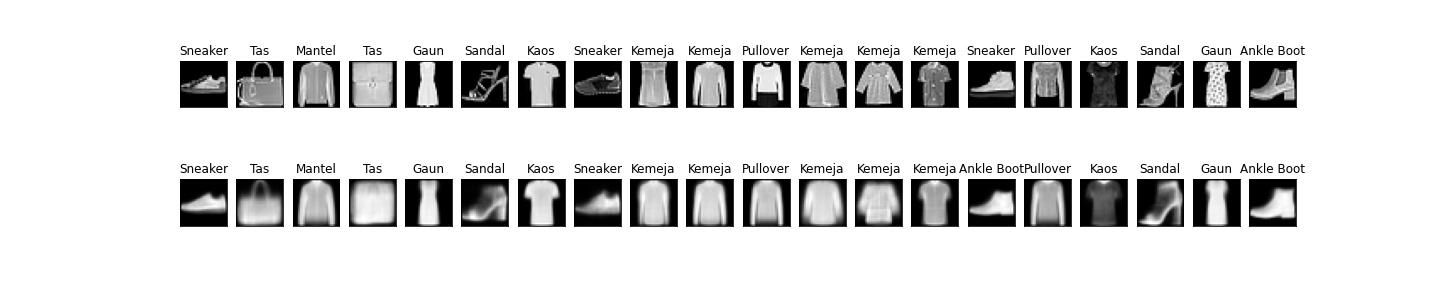 Sneaker Tas Mantel Tas Gaun Sandal Kaos Sneaker Kemeja Kemeja Pullover Kemeja Kemeja Kemeja Sneaker Pullover Kaos Sandal Gaun Ankle Boot
Sneaker Tas Mantel Tas Gaun Sandal Kaos Sneaker Kemeja Kemeja Pullover Kemeja Kemeja Kemeja Ankle Boot Pullover Kaos Sandal Gaun Ankle Boot